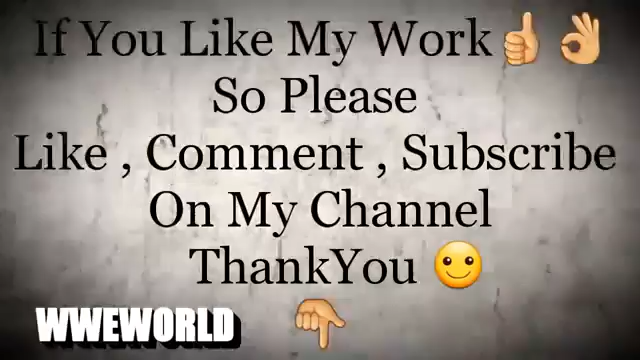 If You Like My Work👍👌
So Please
Like , Comment , Subscribe
On My Channel
ThankYou 🙂
👇
WWEWORLD